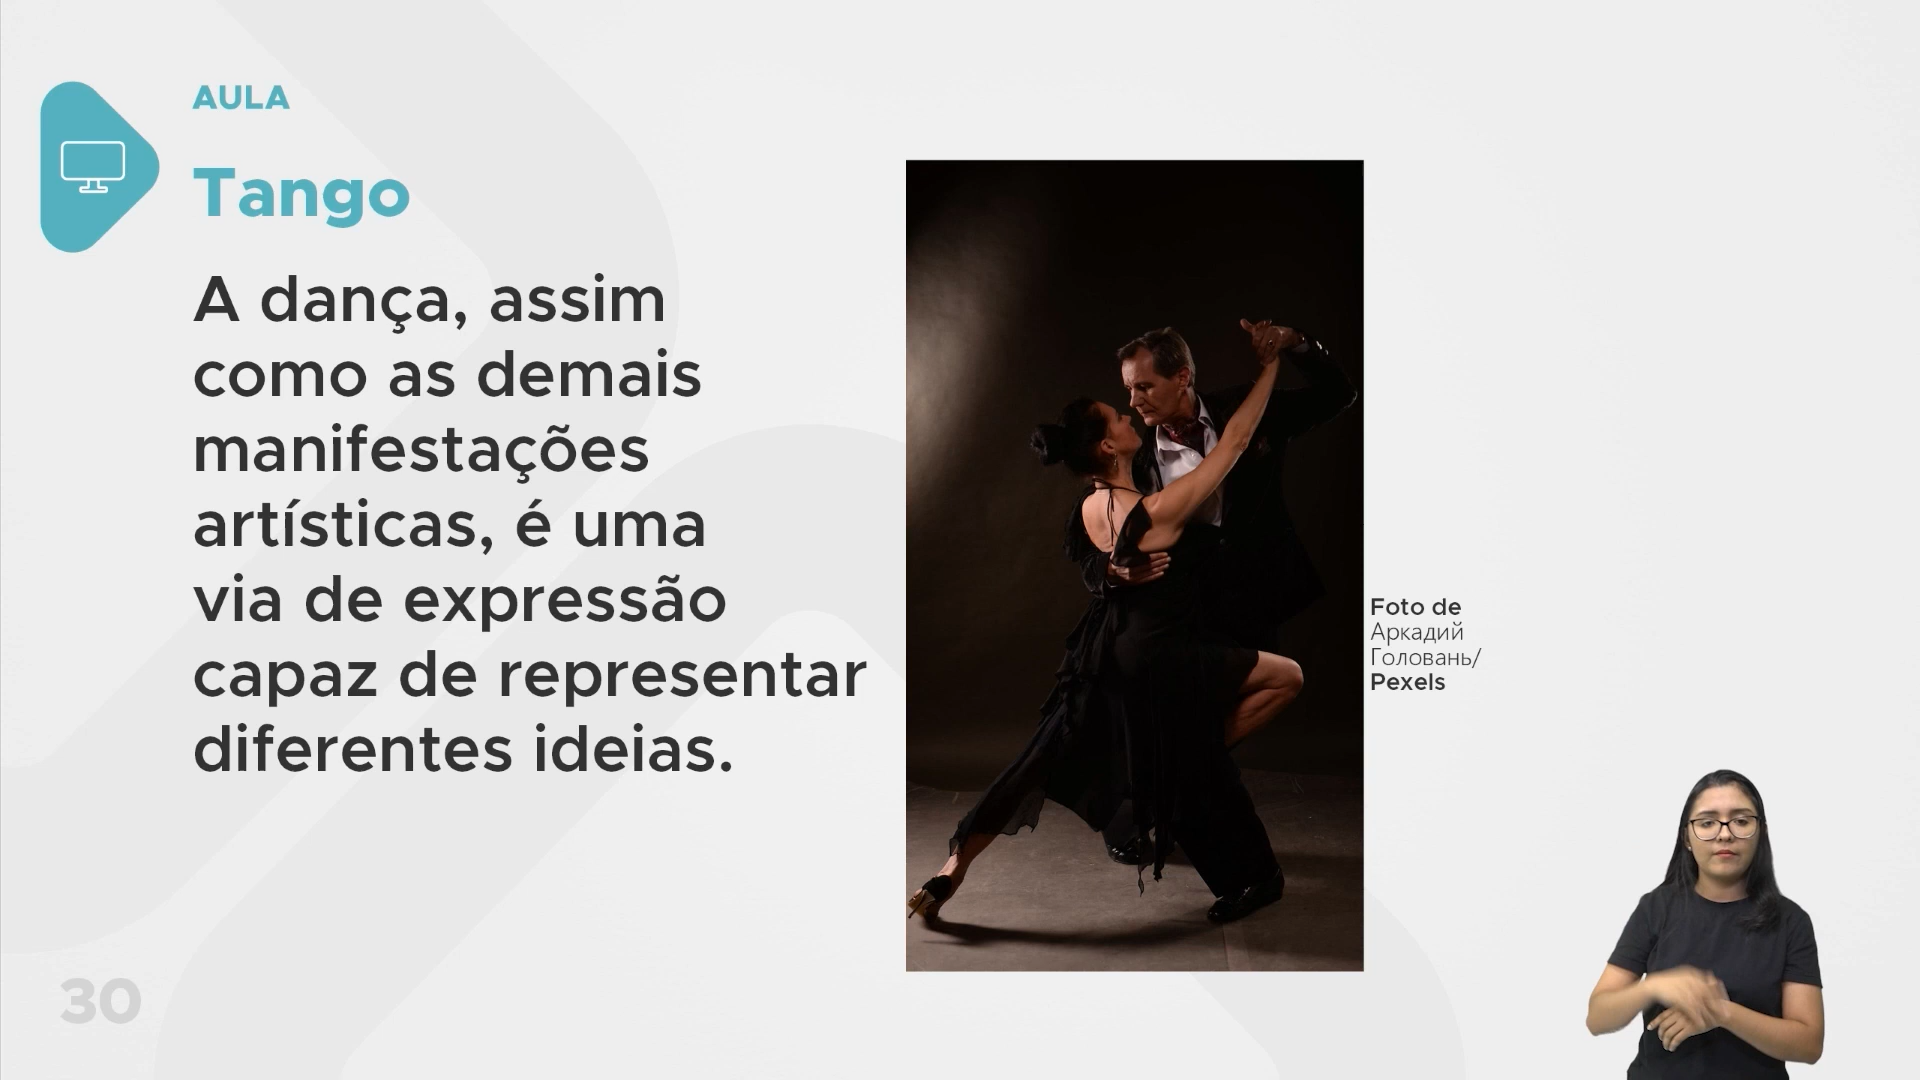 AULA
Tango
A dança, assim
como as demais
manifestações
artísticas, é uma
via de expressão
capaz de representar
diferentes ideias.
Foto de
Аркадий
Головань/
Pexels
30